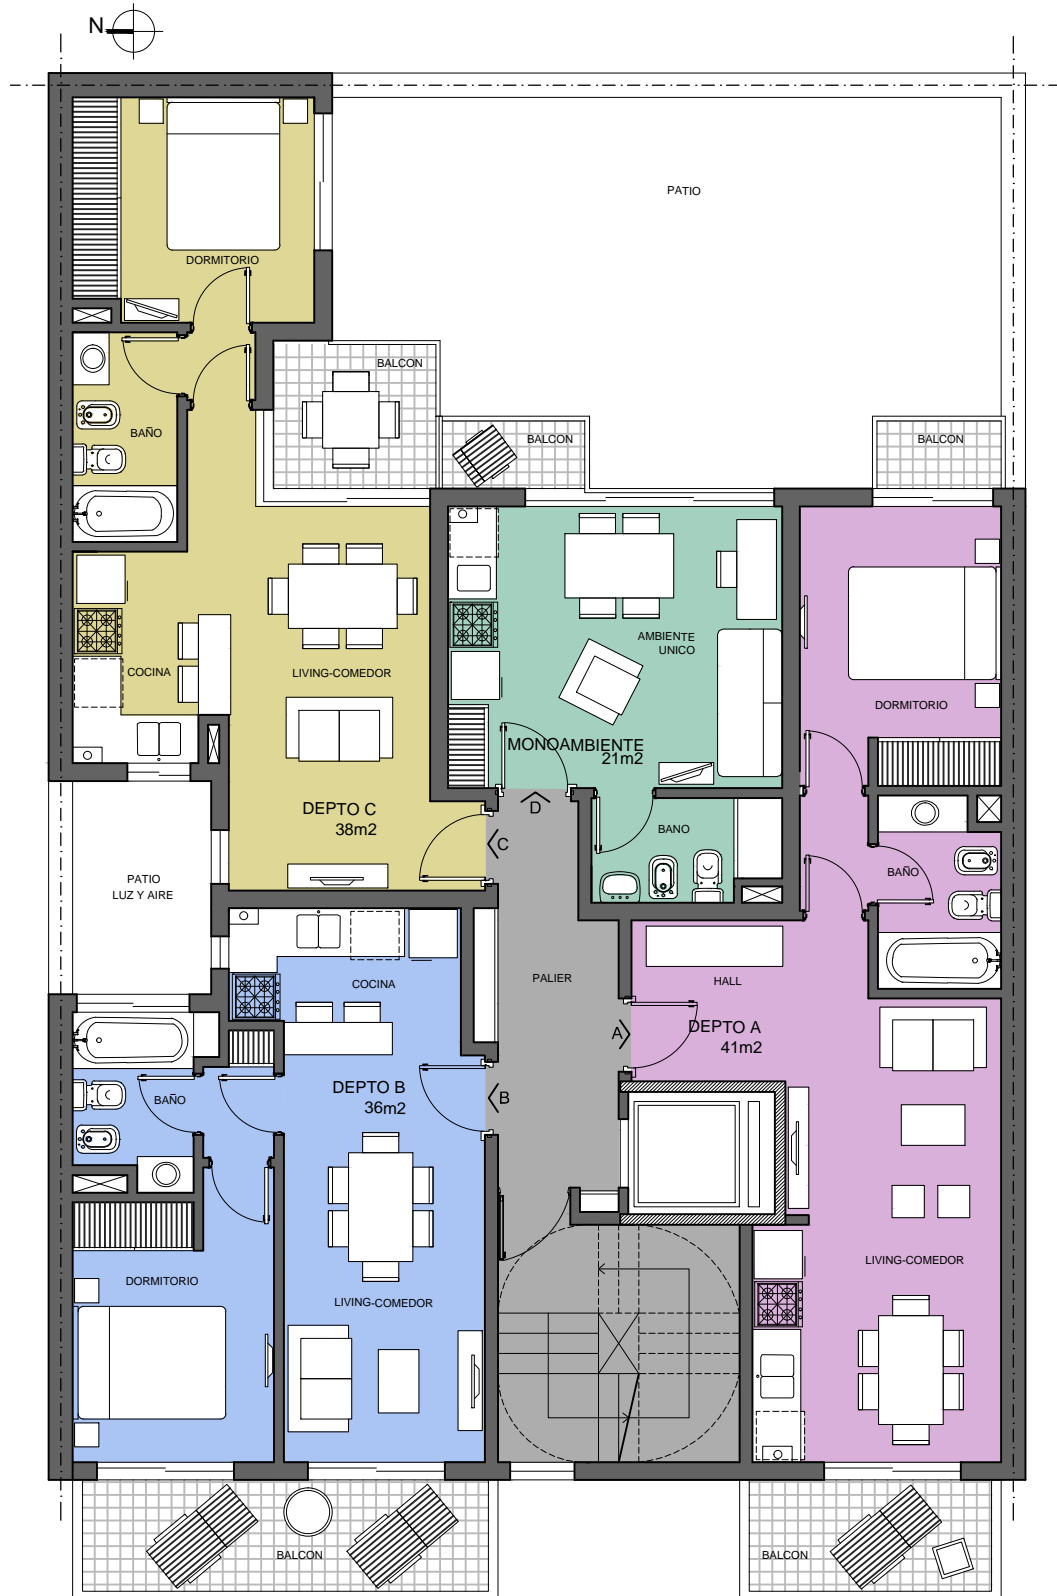 N
PATIO
DORMITORIO
BALCON
BALCON
BALCON
BAÑO
AMBIENTE
UNICO
COCINA
LIVING-COMEDOR
DORMITORIO
MONOAMBIENTE
21m2
DEPTO C
38m2
D
C
BANO
BAÑO
PATIO
LUZ Y AIRE
COCINA
PALIER
HALL
A
DEPTO A
41m2
DEPTO B
36m2
B
BAÑO
LIVING-COMEDOR
DORMITORIO
LIVING-COMEDOR
BALCON
BALCON